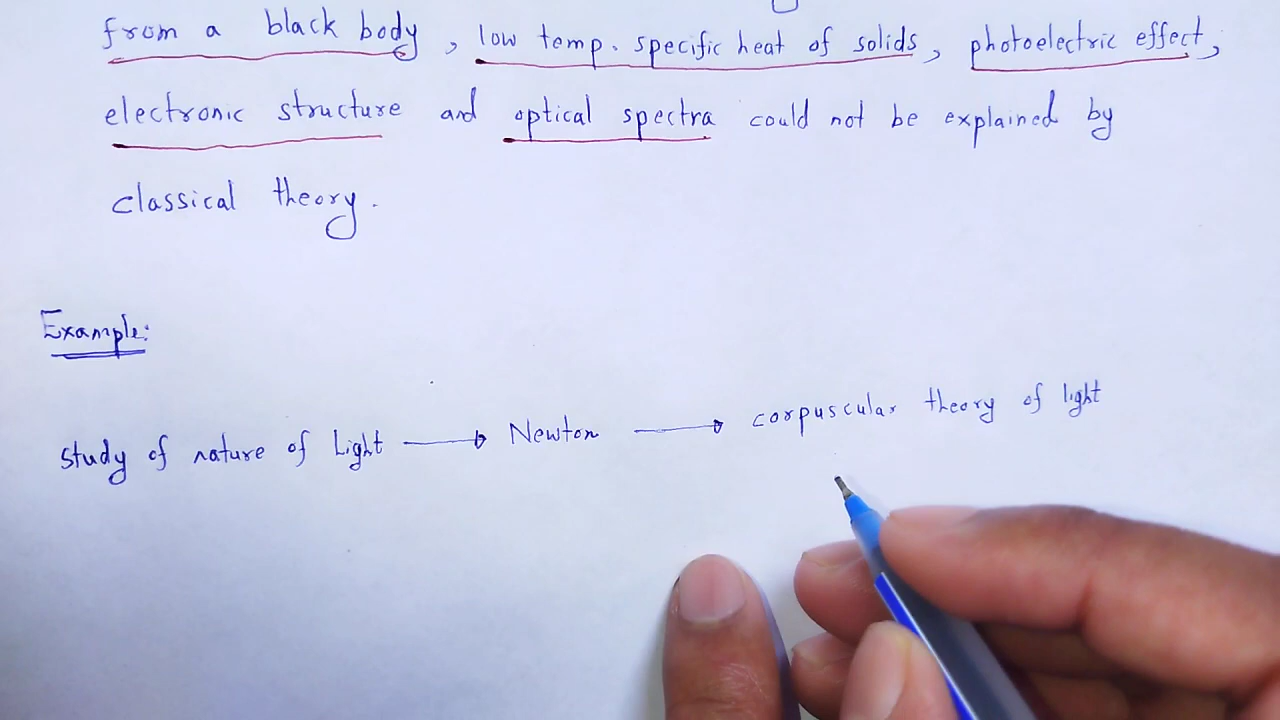 from a black body, low temp. specific heat of solids, photoelectric effect,
electronic structure and optical spectra could not be explained by
classical theory.
Example:
study of nature of Light → Newton → corpuscular theory of light